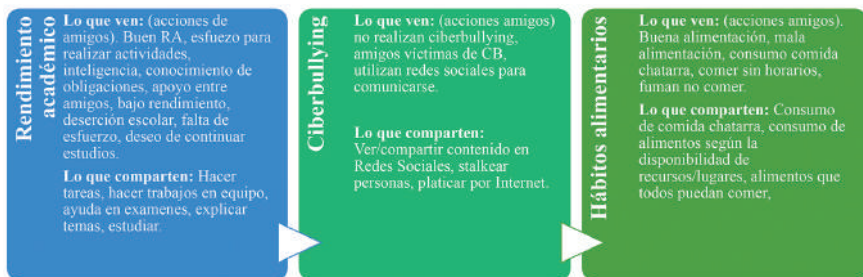 Rendimiento
académico
Lo que ven: (acciones de
amigos). Buen RA, esfuezo para
realizar actividades,
inteligencia, conocimiento de
obligaciones, apoyo entre
amigos, bajo rendimiento,
deserción escolar, falta de
esfuerzo, deseo de continuar
estudios.
Lo que comparten: Hacer
tareas, hacer trabajos en equipo,
ayuda en examenes, explicar
temas, estudiar.
Ciberbullying
Lo que ven: (acciones amigos)
no realizan ciberbullying,
amigos víctimas de CB,
utilizan redes sociales para
comunicarse.
Lo que comparten:
Ver/compartir contenido en
Redes Sociales, stalkear
personas, platicar por Internet.
Hábitos alimentarios
Lo que ven: (acciones amigos).
Buena alimentación, mala
alimentación, consumo comida
chatarra, comer sin horarios,
fuman no comer.
Lo que comparten: Consumo
de comida chatarra, consumo de
alimentos según la
disponibilidad de
recursos/lugares, alimentos que
todos puedan comer,